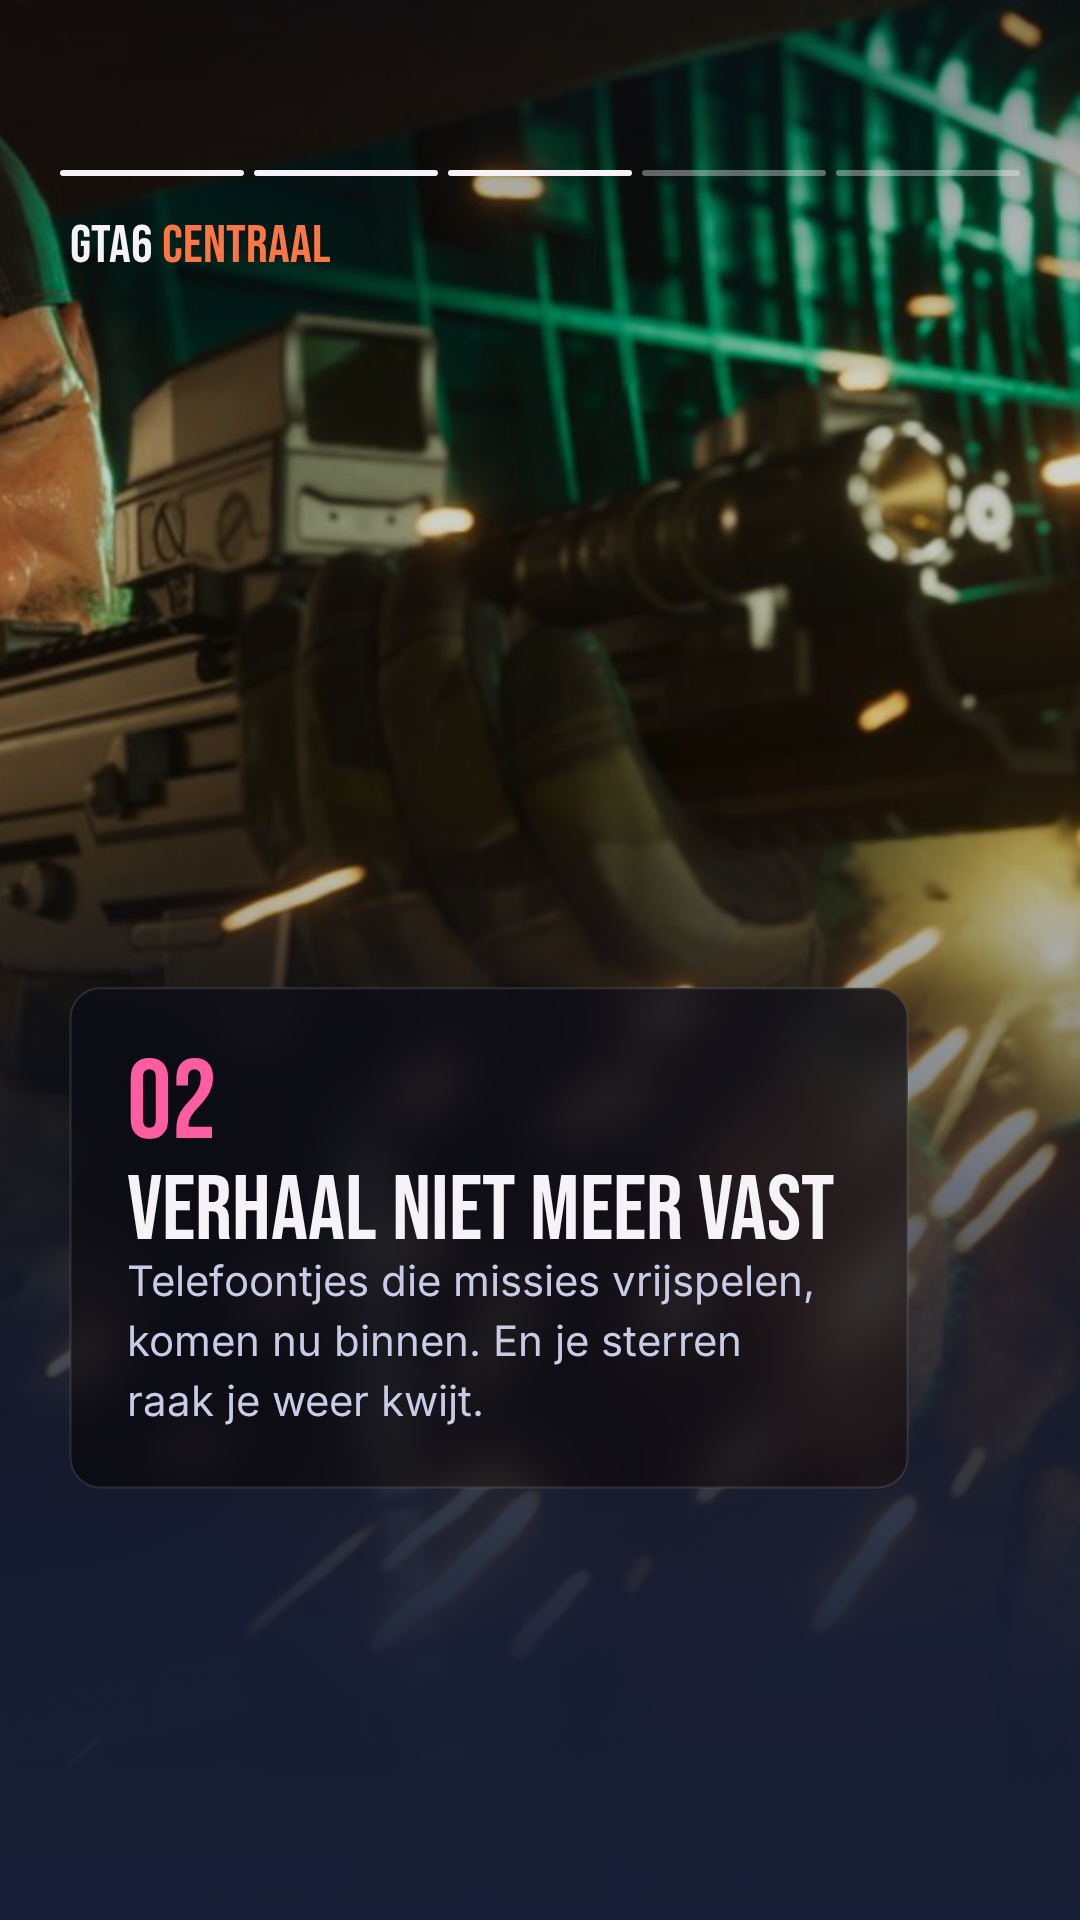 GTA6 CENTRAAL
02
VERHAAL NIET MEER VAST
Telefoontjes die missies vrijspelen,
komen nu binnen. En je sterren
raak je weer kwijt.